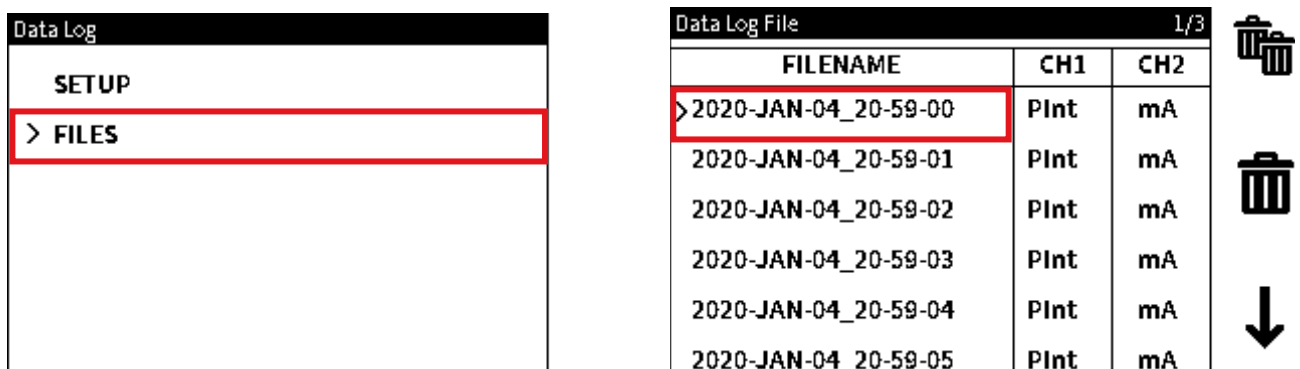 Data Log
SETUP
> FILES
Data Log File 1/3
FILENAME CH1 CH2
>2020-JAN-04_20-59-00 PInt mA
2020-JAN-04_20-59-01 PInt mA
2020-JAN-04_20-59-02 PInt mA
2020-JAN-04_20-59-03 PInt mA
2020-JAN-04_20-59-04 PInt mA
2020-JAN-04_20-59-05 PInt mA